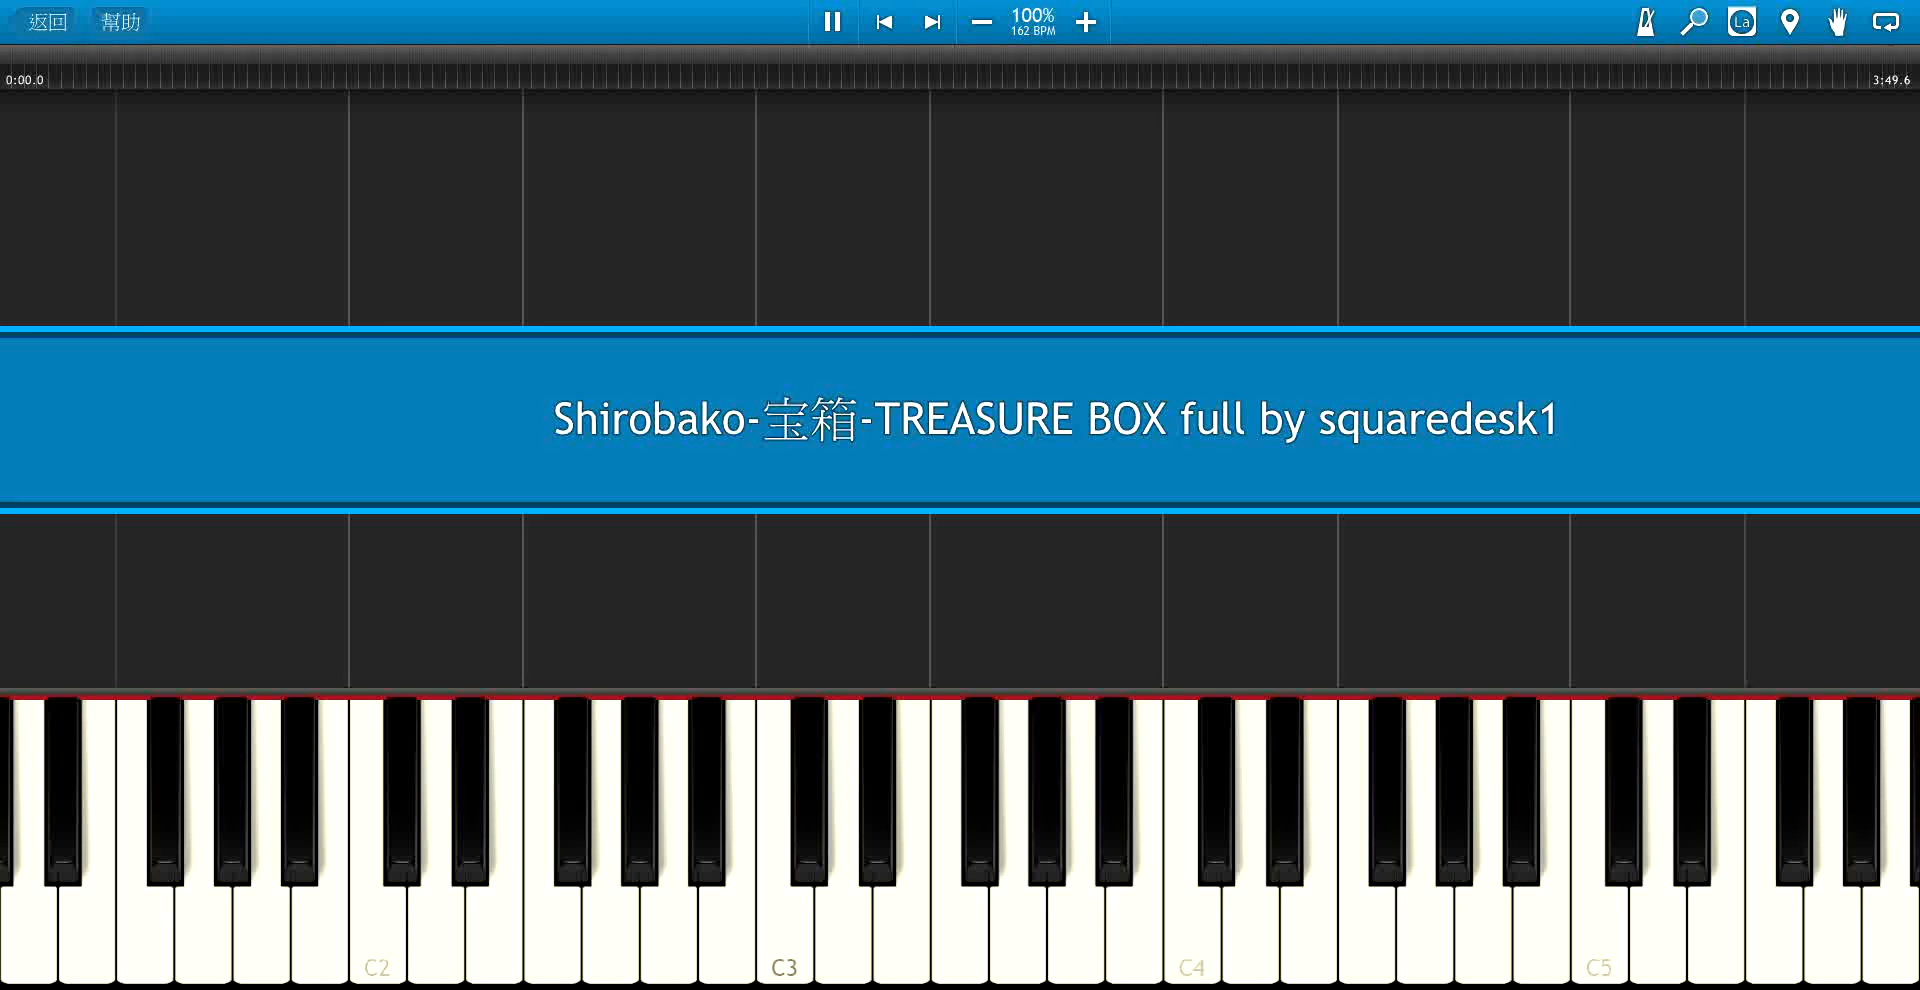 返回 幫助 100% La
162 BPM
0:00.0 3:49.6
Shirobako-宝箱-TREASURE BOX full by squaredesk1
C2 C3 C4 C5